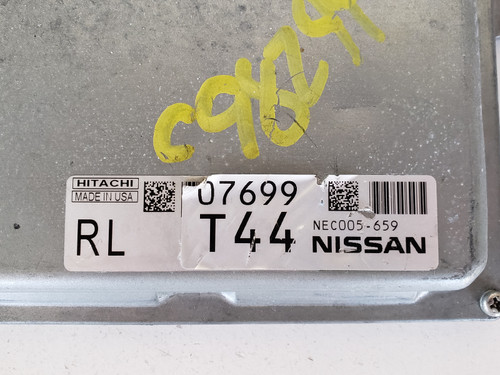 HITACHI
MADE IN USA
07699
RL
T44
NEC005-659
NISSAN